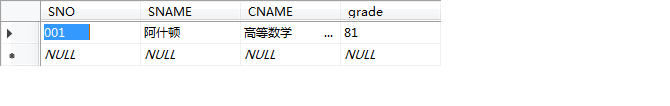 SNO SNAME CNAME grade
001 阿什顿 高等数学 ... 81
NULL NULL NULL NULL